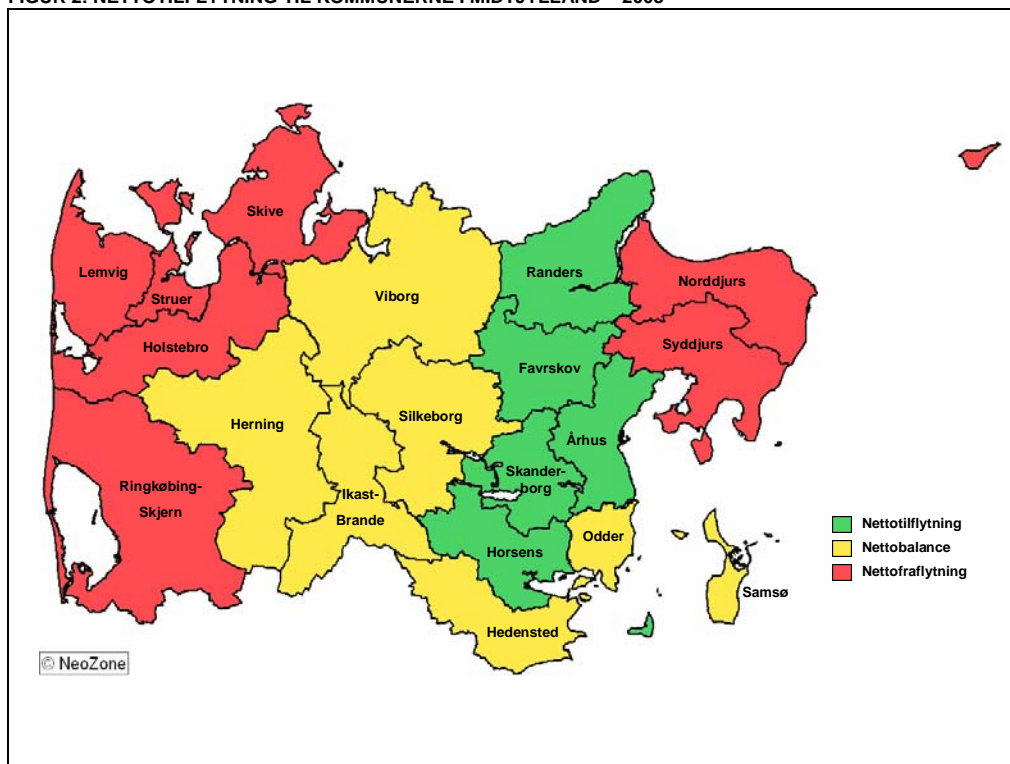 Skive
Lemvig
Struer
Holstebro
Viborg
Randers
Norddjurs
Syddjurs
Favrskov
Herning
Silkeborg
Århus
Skander-
borg
Ringkøbing-
Skjern
Ikast-
Brande
Horsens
Odder
Samsø
Hedensted
Nettotilflytning
Nettobalance
Nettofraflytning
© NeoZone